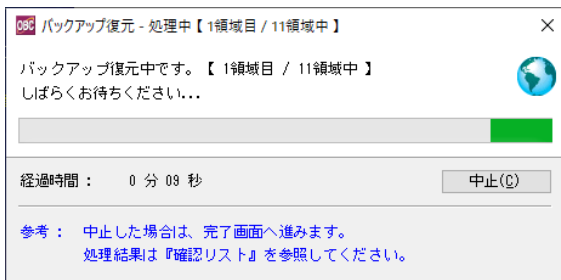 OBC バックアップ復元 - 処理中【 1領域目 / 11領域中 】
バックアップ復元中です。【 1領域目 / 11領域中 】
しばらくお待ちください...
経過時間： 0 分 09 秒 中止(C)
参考： 中止した場合は、完了画面へ進みます。
処理結果は『確認リスト』を参照してください。